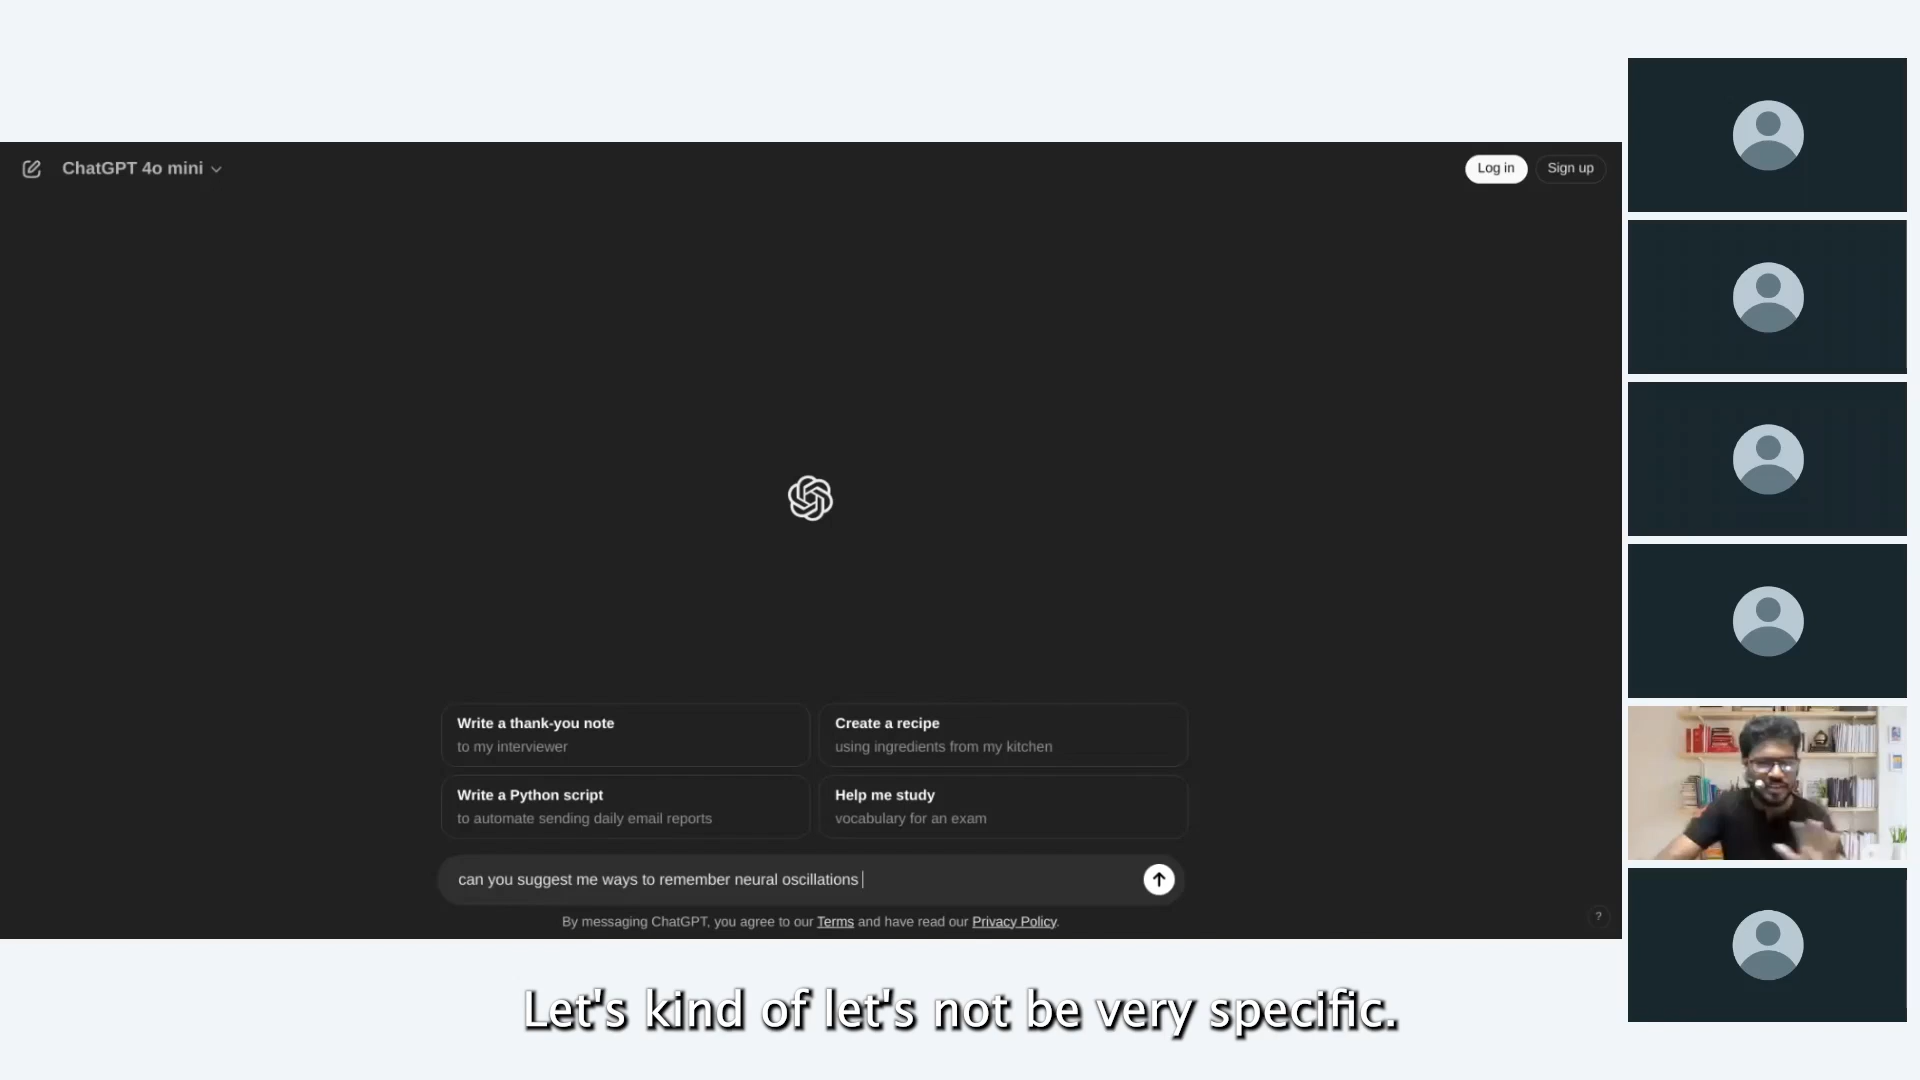 ChatGPT 4o mini
Log in
Sign up
Write a thank-you note
to my interviewer
Create a recipe
using ingredients from my kitchen
Write a Python script
to automate sending daily email reports
Help me study
vocabulary for an exam
can you suggest me ways to remember neural oscillations
By messaging ChatGPT, you agree to our Terms and have read our Privacy Policy.
?
Let's kind of let's not be very specific.